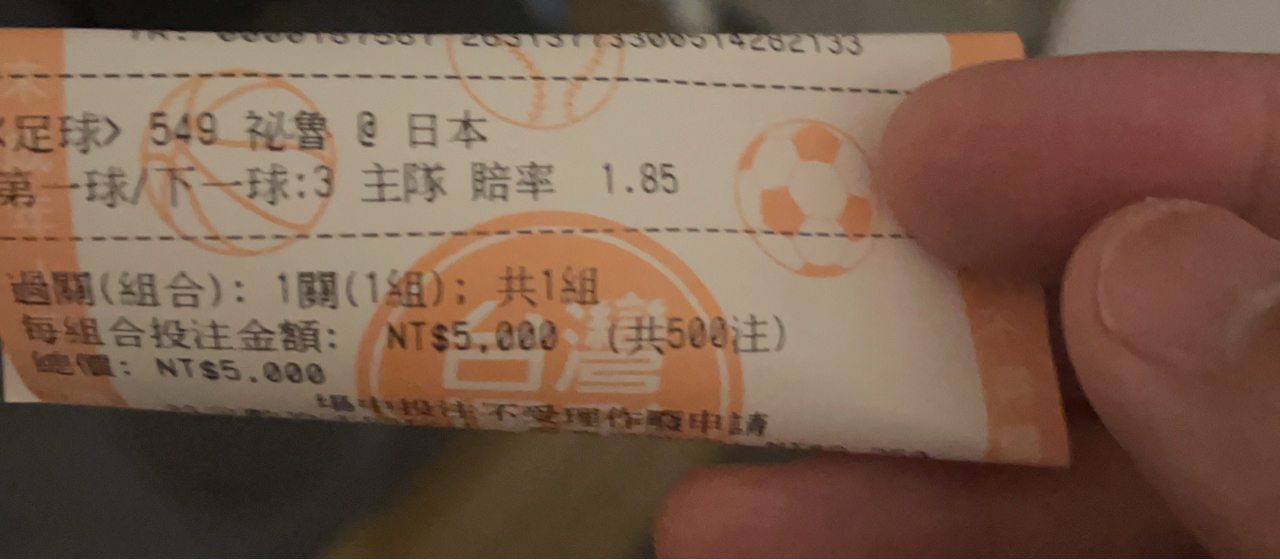 <足球> 549 祕魯 @ 日本
第一球/下一球:3 主隊 賠率 1.85
過關(組合): 1關(1組); 共1組
每組合投注金額: NT$5,000 (共500注)
總價: NT$5,000
場中投注不受理作廢申請
台灣